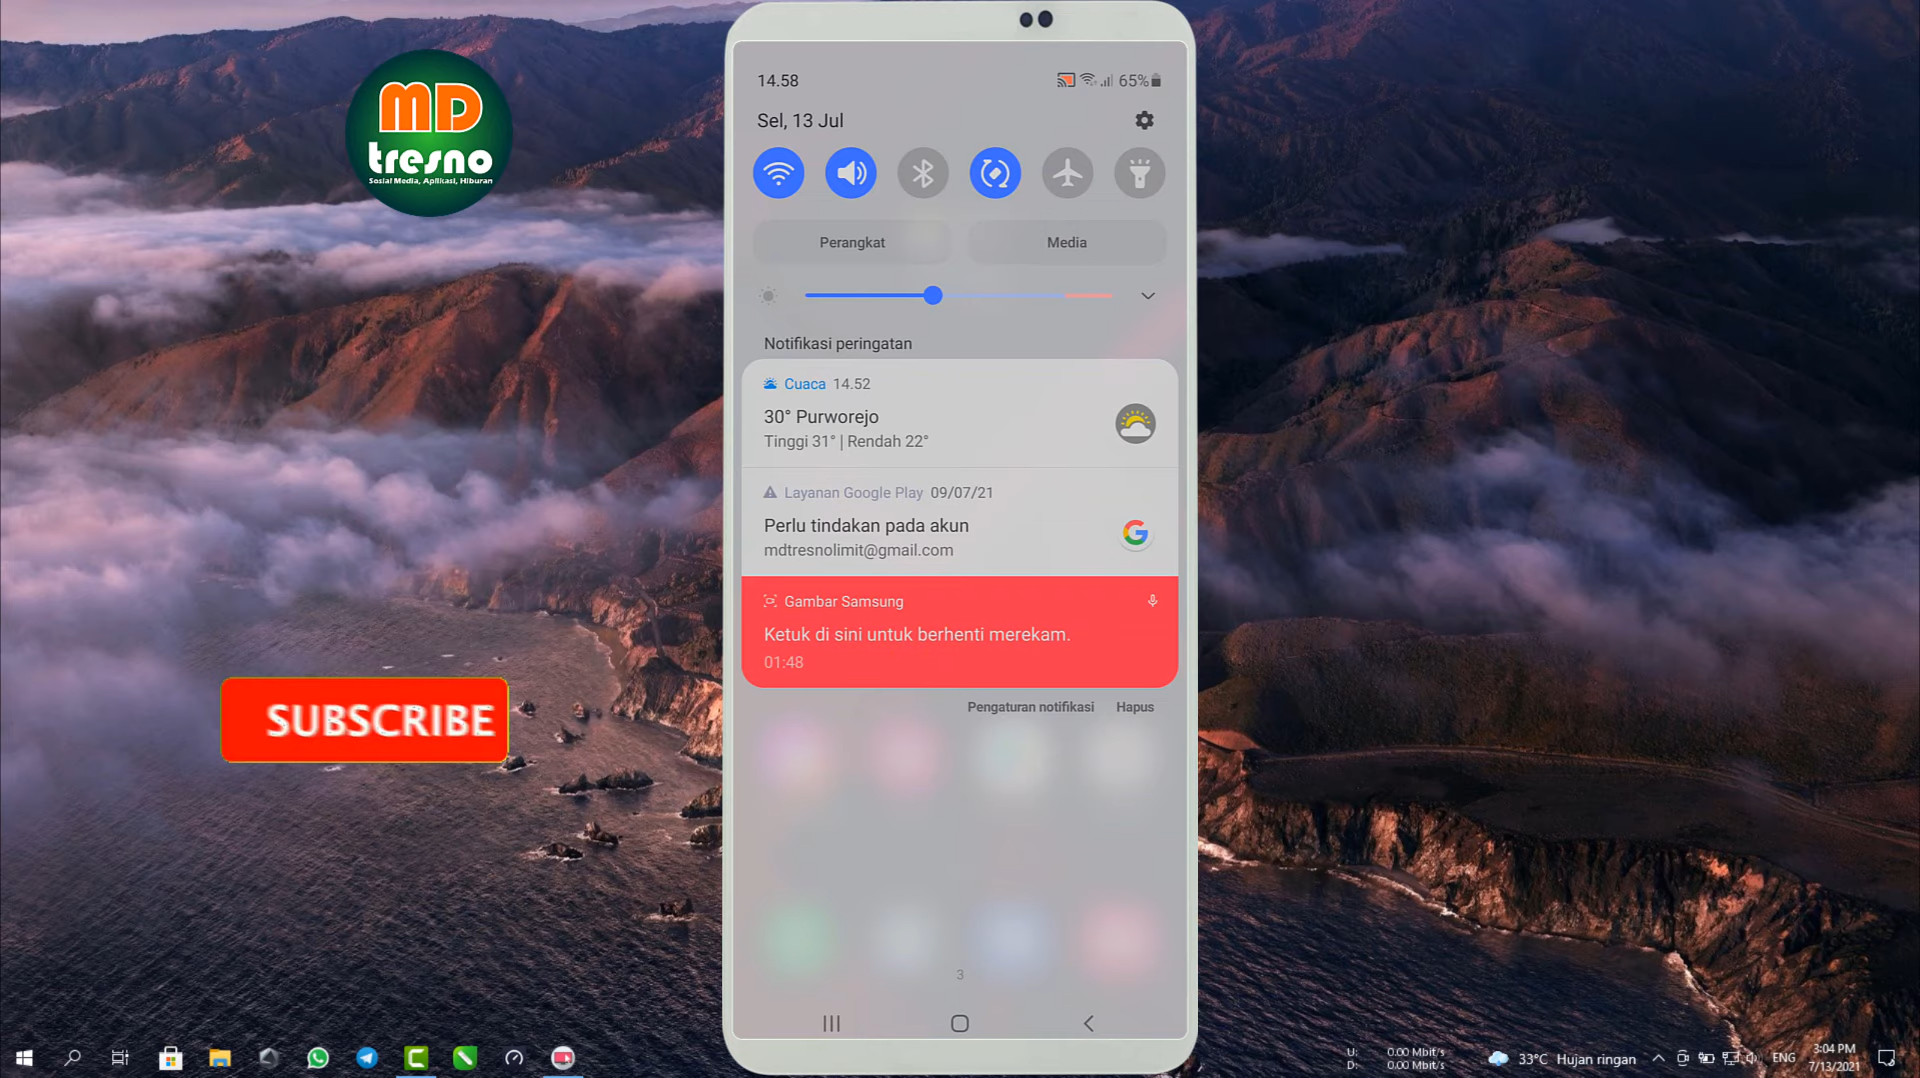 MD
tresno
Sosial Media, Aplikasi, Hiburan
SUBSCRIBE
14.58
65%
Sel, 13 Jul
Perangkat
Media
Notifikasi peringatan
Cuaca 14.52
30° Purworejo
Tinggi 31° | Rendah 22°
Layanan Google Play 09/07/21
Perlu tindakan pada akun
mdtresnolimit@gmail.com
Gambar Samsung
Ketuk di sini untuk berhenti merekam.
01:48
Pengaturan notifikasi Hapus
3
U: 0.00 Mbit/s
D: 0.00 Mbit/s
33°C Hujan ringan
ENG
3:04 PM
7/13/2021